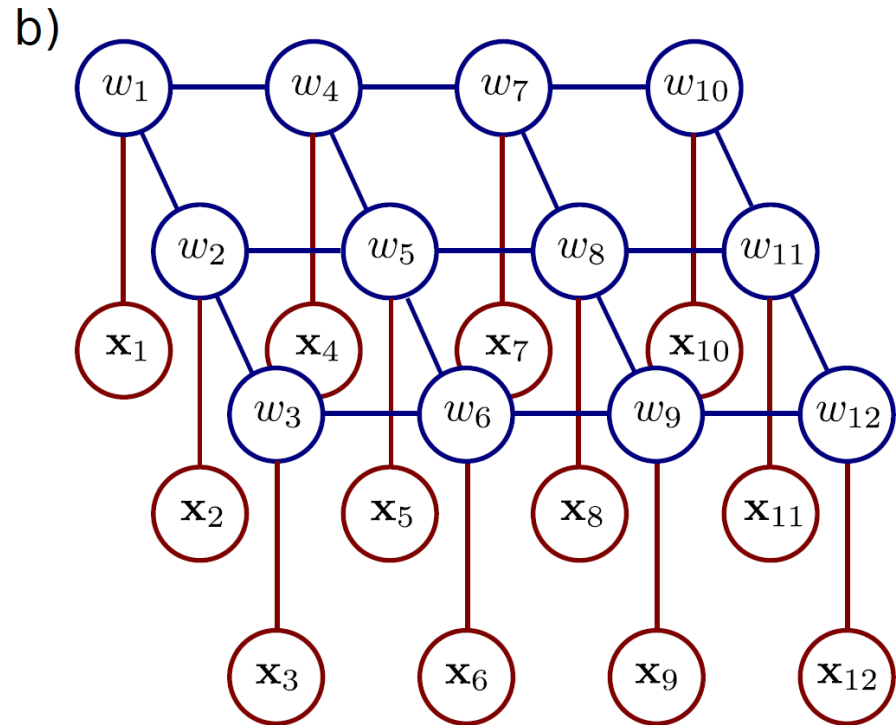 b)
w₁ w₄ w₇ w₁₀
w₂ w₅ w₈ w₁₁
x₁ x₄ x₇ x₁₀
w₃ w₆ w₉ w₁₂
x₂ x₅ x₈ x₁₁
x₃ x₆ x₉ x₁₂